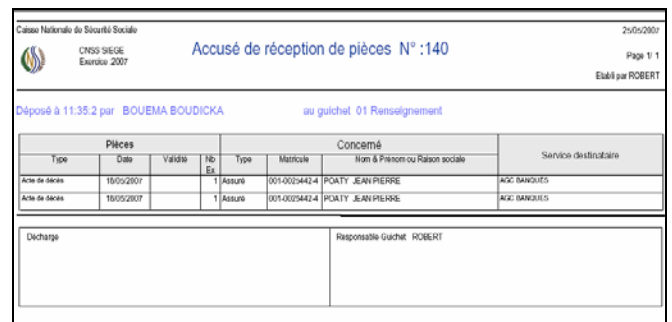 Caisse Nationale de Sécurité Sociale
25/05/2007
CNSS SIEGE
Exercice .2007
Accusé de réception de pièces N° :140
Page 1/ 1
Etabli par ROBERT
Déposé à 11:35:2 par BOUEMA BOUDICKA au guichet 01 Renseignement
Pièces Concerné Service destinataire
Type Date Validité Nb Ex Type Matricule Nom & Prénom ou Raison sociale
Acte de décès 18/05/2007 1 Assuré 001-0025442-4 POATY JEAN PIERRE AGC BANQUES
Acte de décès 18/05/2007 1 Assuré 001-0025442-4 POATY JEAN PIERRE AGC BANQUES
Décharge Responsable Guichet ROBERT